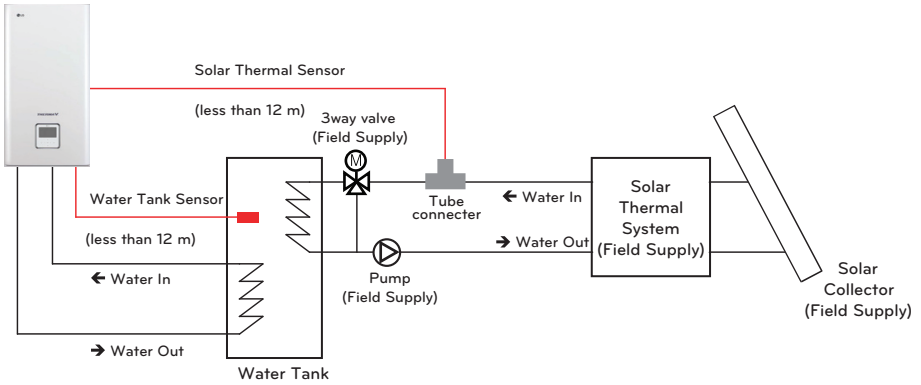 LG
THERMAV
Solar Thermal Sensor
(less than 12 m)
3way valve
(Field Supply)
M
Water Tank Sensor
(less than 12 m)
Tube
connecter
← Water In
→ Water Out
Solar
Thermal
System
(Field Supply)
Pump
(Field Supply)
← Water In
→ Water Out
Solar
Collector
(Field Supply)
Water Tank